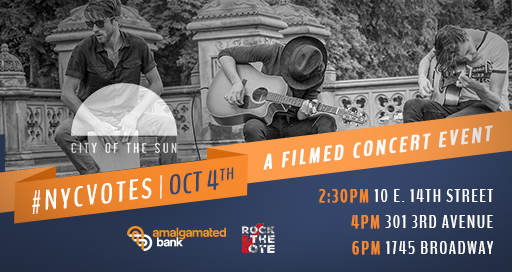 CITY OF THE SUN
#NYCVOTES | OCT 4TH
A FILMED CONCERT EVENT
2:30PM 10 E. 14TH STREET
4PM 301 3RD AVENUE
6PM 1745 BROADWAY
amalgamated
bank
ROCK
THE
VOTE